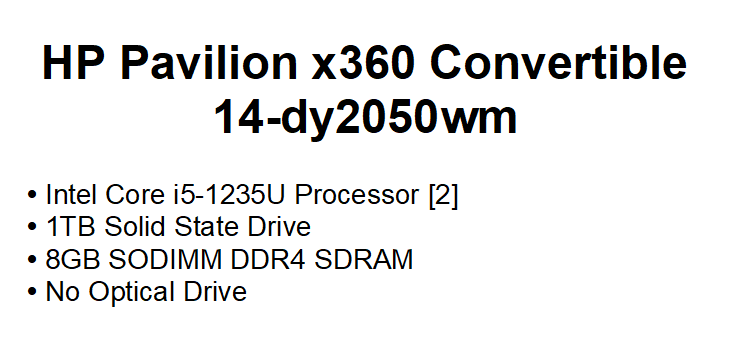 HP Pavilion x360 Convertible
14-dy2050wm
• Intel Core i5-1235U Processor [2]
• 1TB Solid State Drive
• 8GB SODIMM DDR4 SDRAM
• No Optical Drive